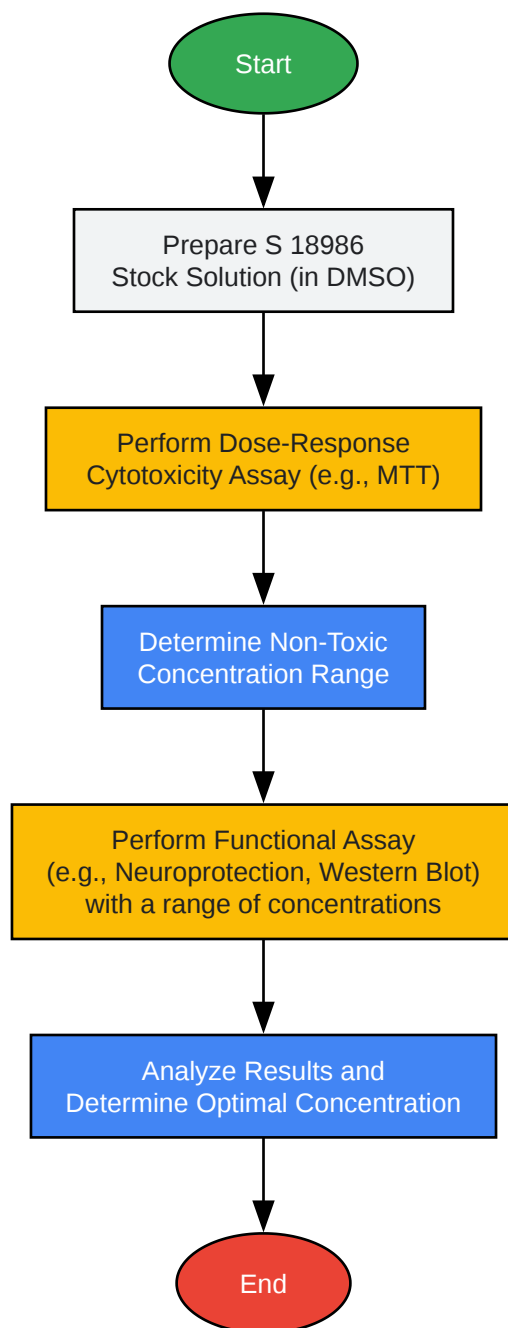 Start
Prepare S 18986
Stock Solution (in DMSO)
Perform Dose-Response
Cytotoxicity Assay (e.g., MTT)
Determine Non-Toxic
Concentration Range
Perform Functional Assay
(e.g., Neuroprotection, Western Blot)
with a range of concentrations
Analyze Results and
Determine Optimal Concentration
End